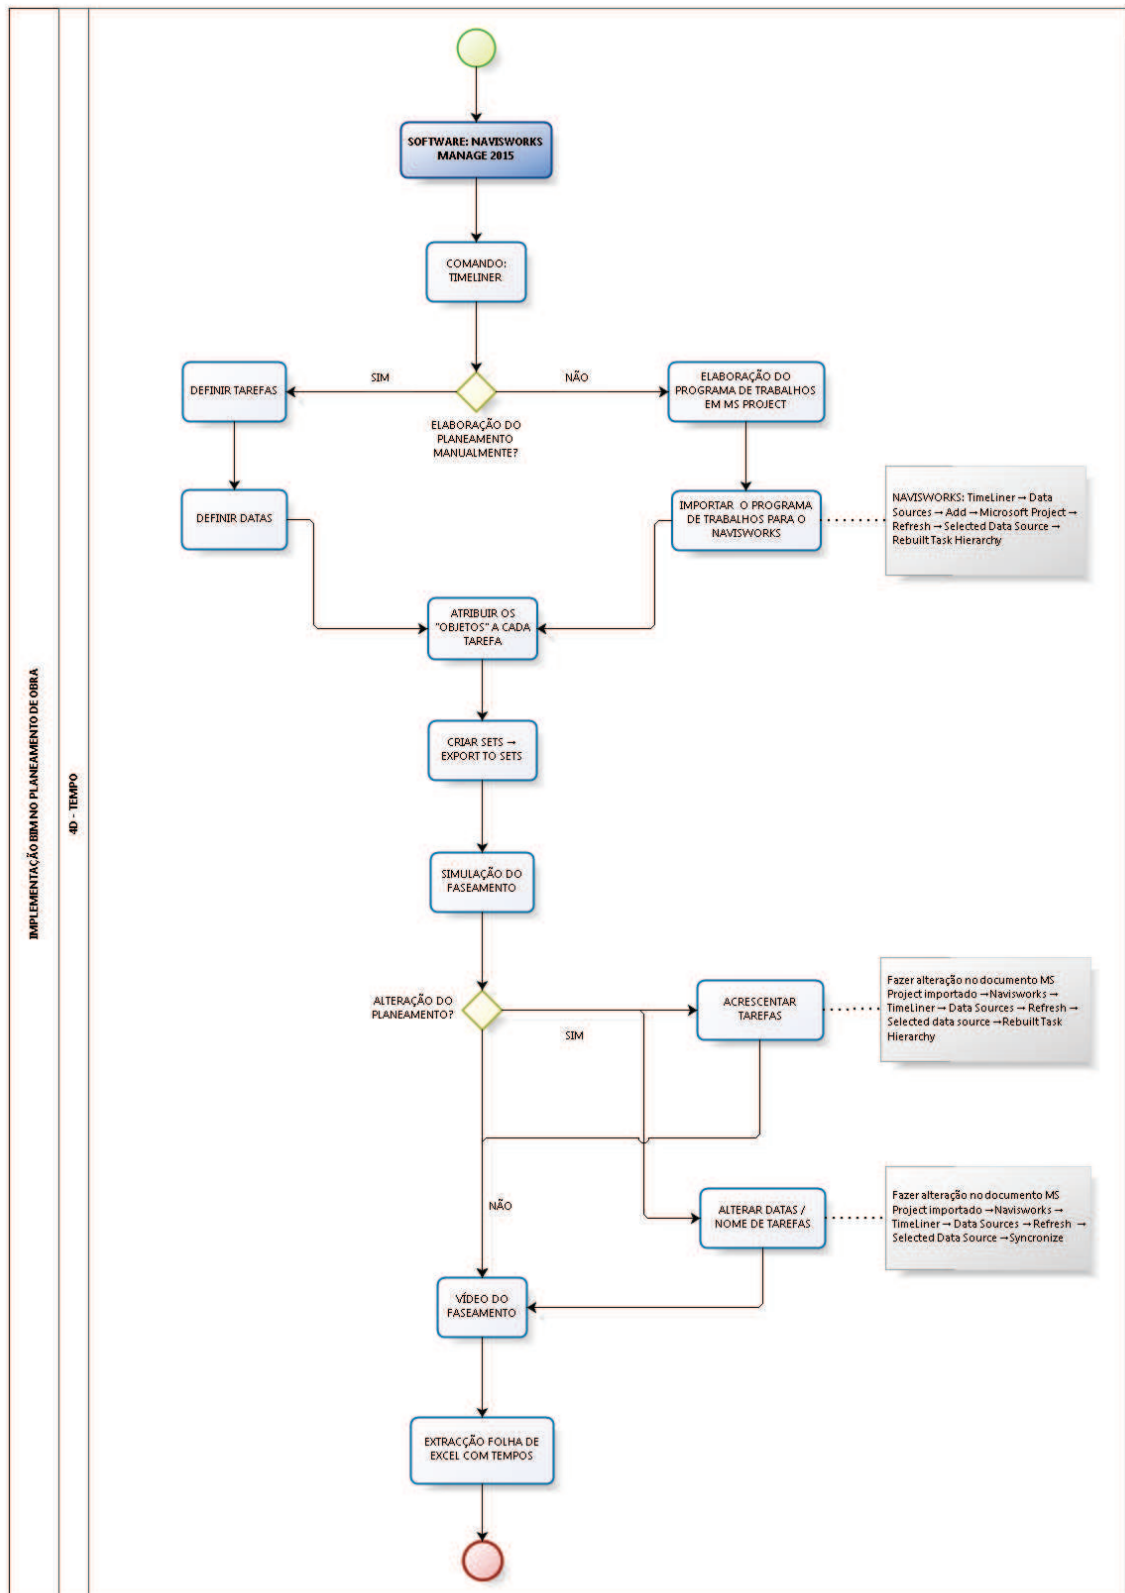 IMPLEMENTAÇÃO BIM NO PLANEAMENTO DE OBRA
4D - TEMPO
SOFTWARE: NAVISWORKS
MANAGE 2015
COMANDO:
TIMELINER
SIM
NÃO
DEFINIR TAREFAS
ELABORAÇÃO DO
PLANEAMENTO
MANUALMENTE?
ELABORAÇÃO DO
PROGRAMA DE TRABALHOS
EM MS PROJECT
DEFINIR DATAS
IMPORTAR O PROGRAMA
DE TRABALHOS PARA O
NAVISWORKS
NAVISWORKS: TimeLiner → Data
Sources → Add → Microsoft Project →
Refresh → Selected Data Source →
Rebuilt Task Hierarchy
ATRIBUIR OS
"OBJETOS" A CADA
TAREFA
CRIAR SETS →
EXPORT TO SETS
SIMULAÇÃO DO
FASEAMENTO
ALTERAÇÃO DO
PLANEAMENTO?
SIM
ACRESCENTAR
TAREFAS
Fazer alteração no documento MS
Project importado →Navisworks →
TimeLiner → Data Sources → Refresh →
Selected data source →Rebuilt Task
Hierarchy
NÃO
ALTERAR DATAS /
NOME DE TAREFAS
Fazer alteração no documento MS
Project importado →Navisworks →
TimeLiner → Data Sources →Refresh →
Selected Data Source →Syncronize
VÍDEO DO
FASEAMENTO
EXTRACÇÃO FOLHA DE
EXCEL COM TEMPOS